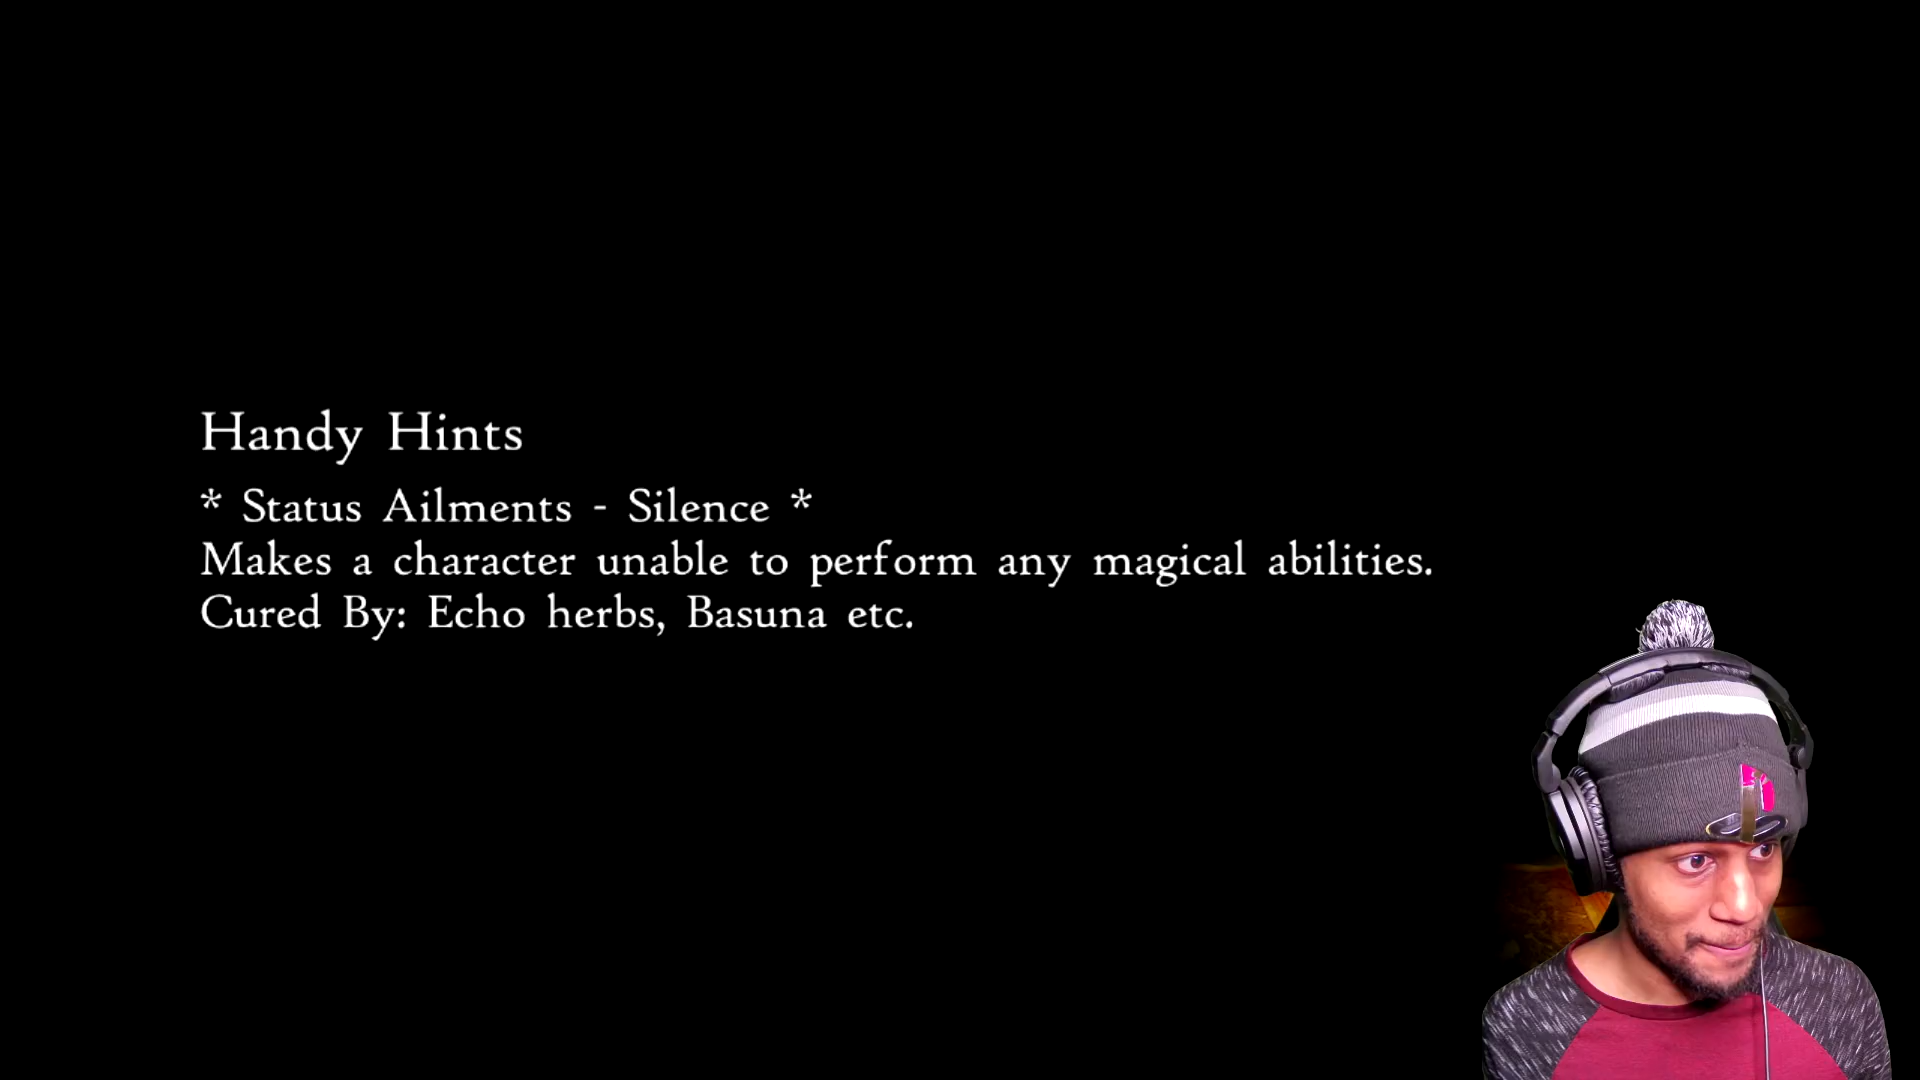 Handy Hints
* Status Ailments - Silence *
Makes a character unable to perform any magical abilities.
Cured By: Echo herbs, Basuna etc.